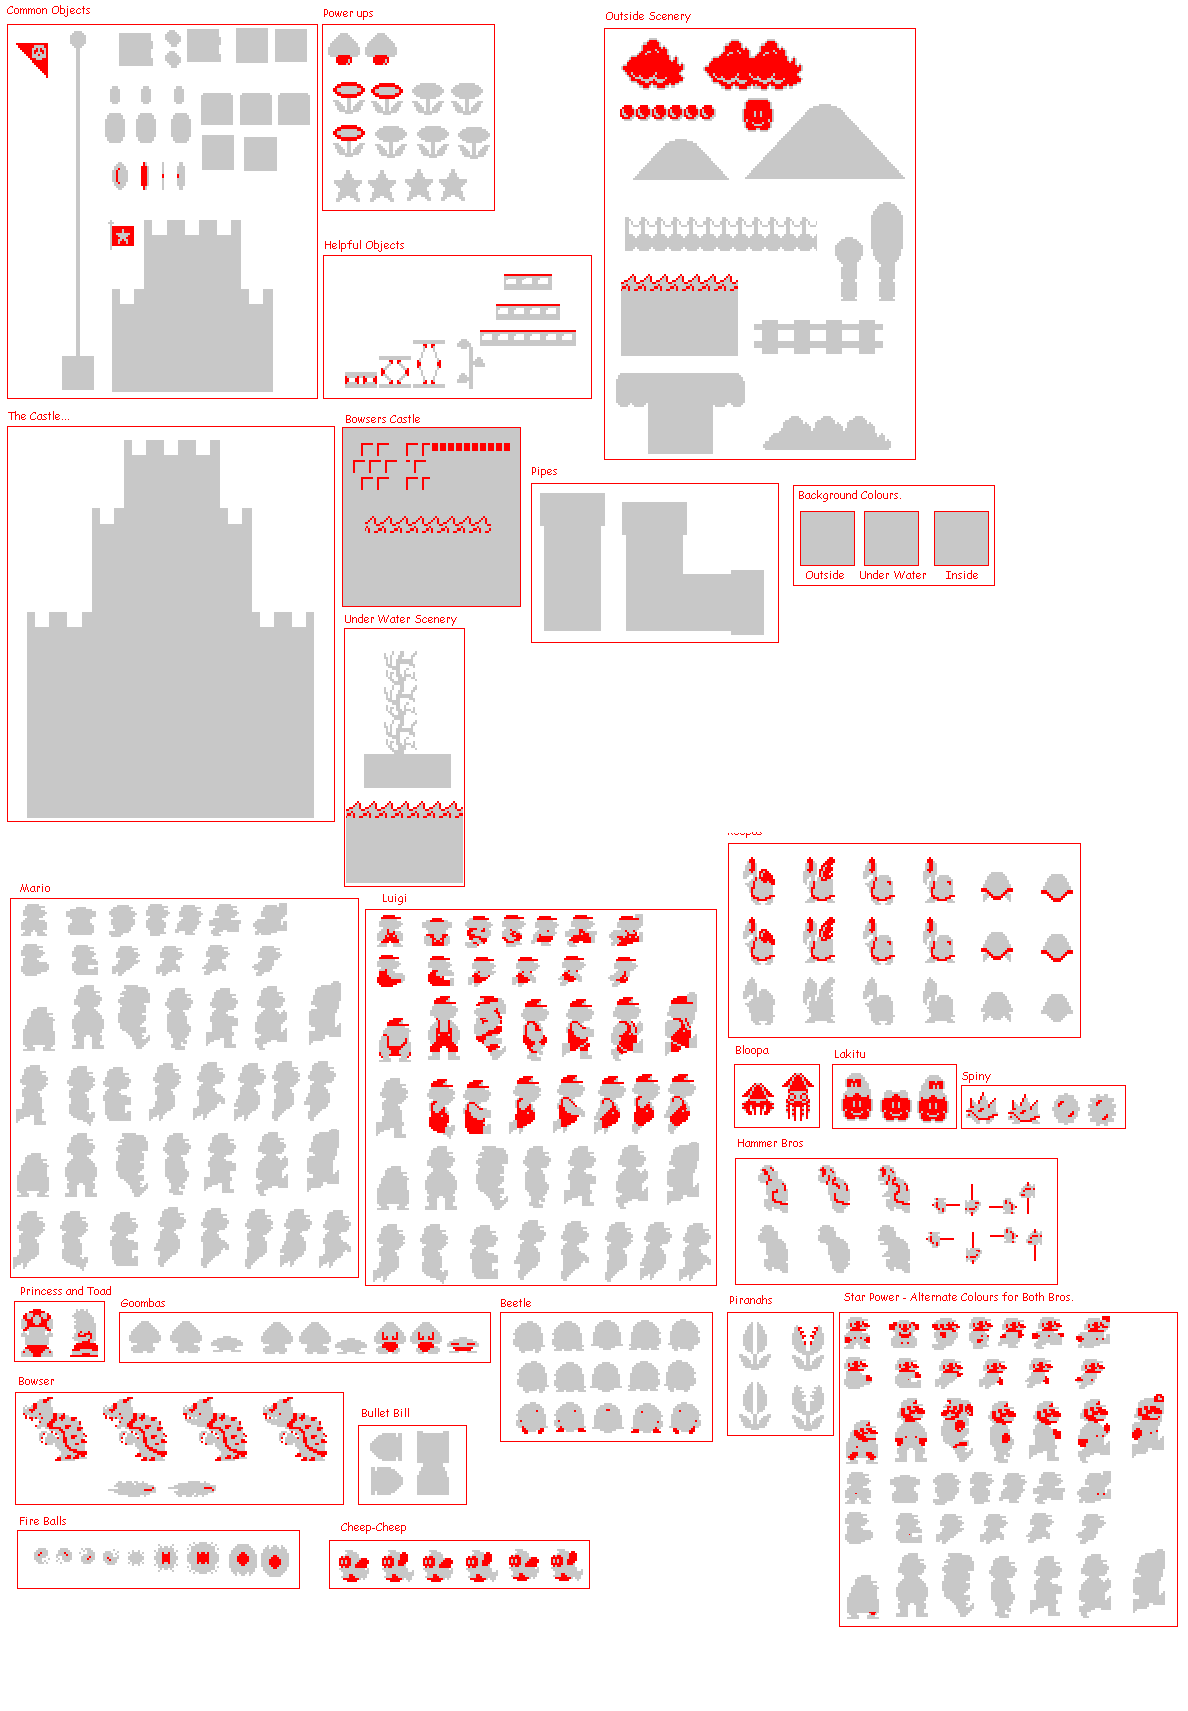 Common Objects
Power ups
Outside Scenery
Helpful Objects
The Castle...
Bowsers Castle
Pipes
Background Colours.
Outside
Under Water
Inside
Under Water Scenery
Mario
Luigi
Bloopa
Lakitu
Spiny
Hammer Bros
Princess and Toad
Goombas
Beetle
Piranahs
Star Power - Alternate Colours for Both Bros.
Bowser
Bullet Bill
Fire Balls
Cheep-Cheep